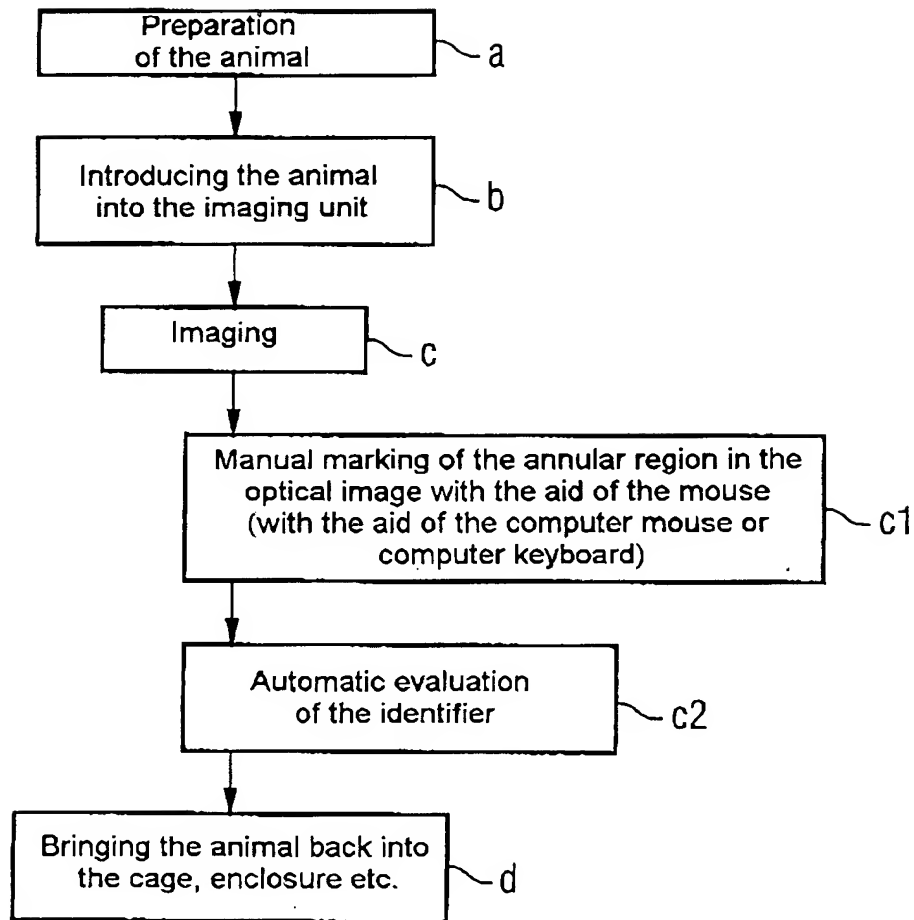 Preparation
of the animal
a
Introducing the animal
into the imaging unit
b
Imaging
c
Manual marking of the annular region in the
optical image with the aid of the mouse
(with the aid of the computer mouse or
computer keyboard)
c1
Automatic evaluation
of the identifier
c2
Bringing the animal back into
the cage, enclosure etc.
d